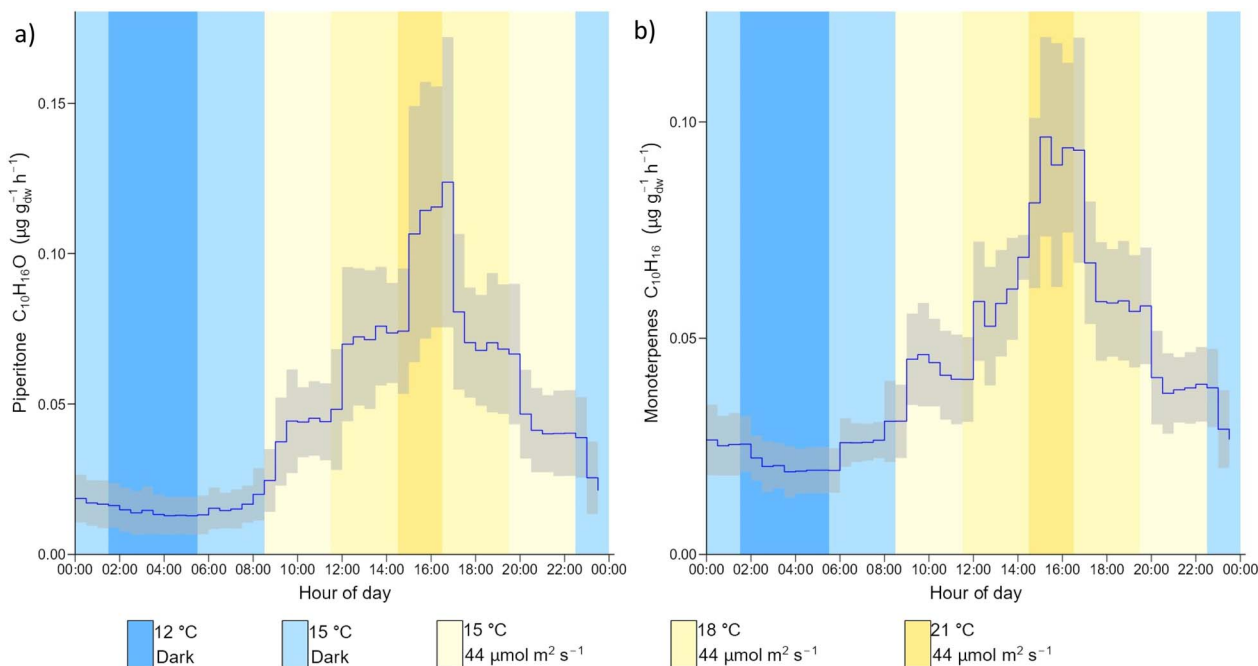 a)
0.15
0.10
0.05
0.00
Piperitone C₁₀H₁₆O (µg g⁻¹dw h⁻¹)
00:00 02:00 04:00 06:00 08:00 10:00 12:00 14:00 16:00 18:00 20:00 22:00 00:00
Hour of day
b)
0.10
0.05
0.00
Monoterpenes C₁₀H₁₆ (µg g⁻¹dw h⁻¹)
00:00 02:00 04:00 06:00 08:00 10:00 12:00 14:00 16:00 18:00 20:00 22:00 00:00
Hour of day
12 °C
Dark
15 °C
Dark
15 °C
44 µmol m² s⁻¹
18 °C
44 µmol m² s⁻¹
21 °C
44 µmol m² s⁻¹